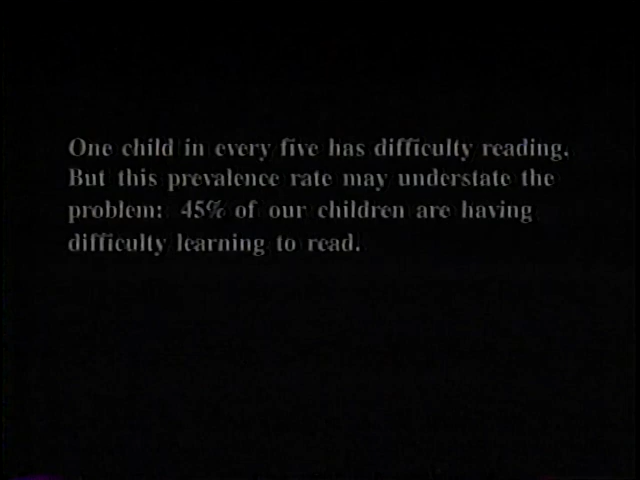 One child in every five has difficulty reading.
But this prevalence rate may understate the
problem: 45% of our children are having
difficulty learning to read.